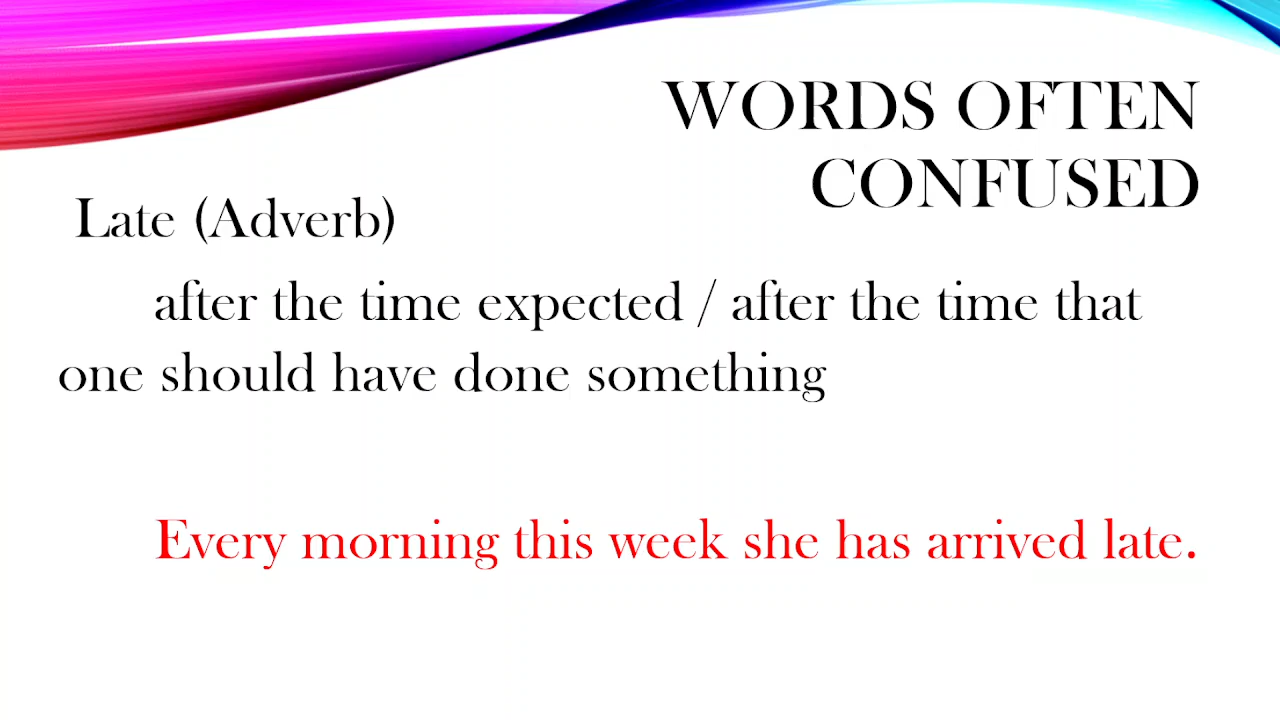 WORDS OFTEN
CONFUSED
Late (Adverb)
after the time expected / after the time that
one should have done something
Every morning this week she has arrived late.